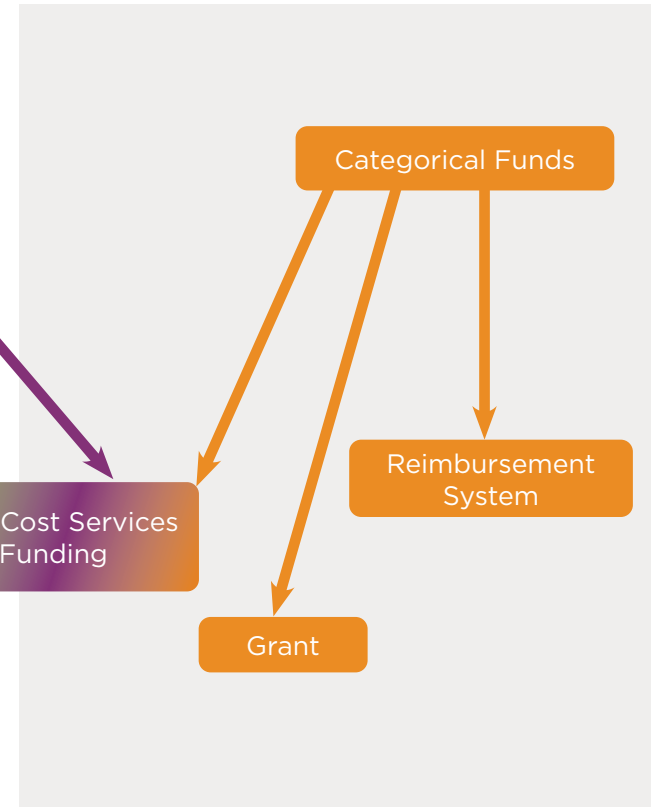 Categorical Funds
Reimbursement
System
Cost Services
Funding
Grant